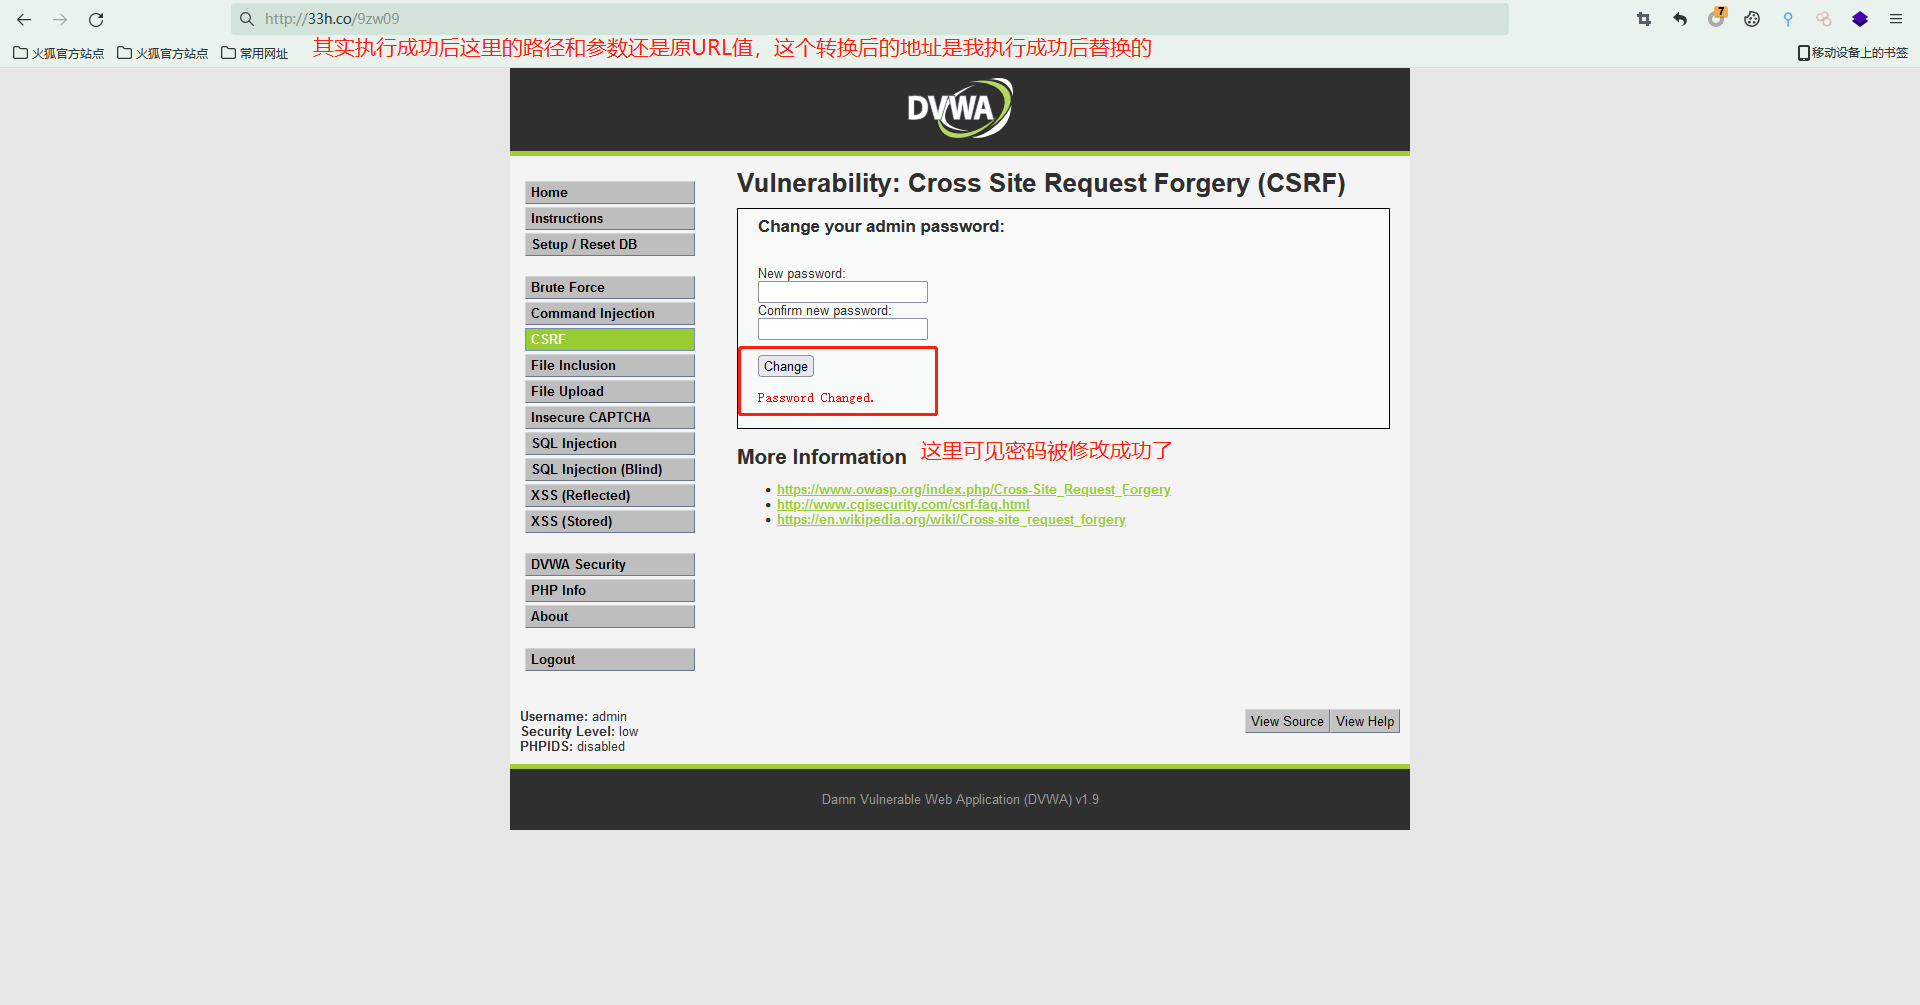 http://33h.co/9zw09
7
火狐官方站点
火狐官方站点
常用网址
其实执行成功后这里的路径和参数还是原URL值，这个转换后的地址是我执行成功后替换的
移动设备上的书签
DVWA
Home
Instructions
Setup / Reset DB
Brute Force
Command Injection
CSRF
File Inclusion
File Upload
Insecure CAPTCHA
SQL Injection
SQL Injection (Blind)
XSS (Reflected)
XSS (Stored)
DVWA Security
PHP Info
About
Logout
Vulnerability: Cross Site Request Forgery (CSRF)
Change your admin password:
New password:
Confirm new password:
Change
Password Changed.
这里可见密码被修改成功了
More Information
https://www.owasp.org/index.php/Cross-Site_Request_Forgery
http://www.cgisecurity.com/csrf-faq.html
https://en.wikipedia.org/wiki/Cross-site_request_forgery
Username: admin
Security Level: low
PHPIDS: disabled
View Source
View Help
Damn Vulnerable Web Application (DVWA) v1.9